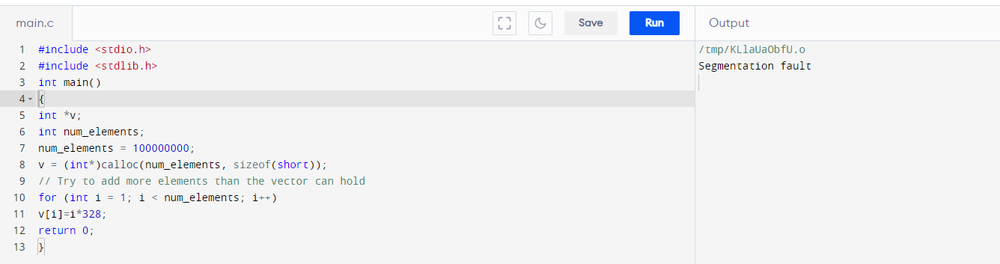 main.c Save Run Output
1 #include <stdio.h>
2 #include <stdlib.h>
3 int main()
4 {
5 int *v;
6 int num_elements;
7 num_elements = 100000000;
8 v = (int*)calloc(num_elements, sizeof(short));
9 // Try to add more elements than the vector can hold
10 for (int i = 1; i < num_elements; i++)
11 v[i]=i*328;
12 return 0;
13 }
/tmp/KLlaUaObfU.o
Segmentation fault